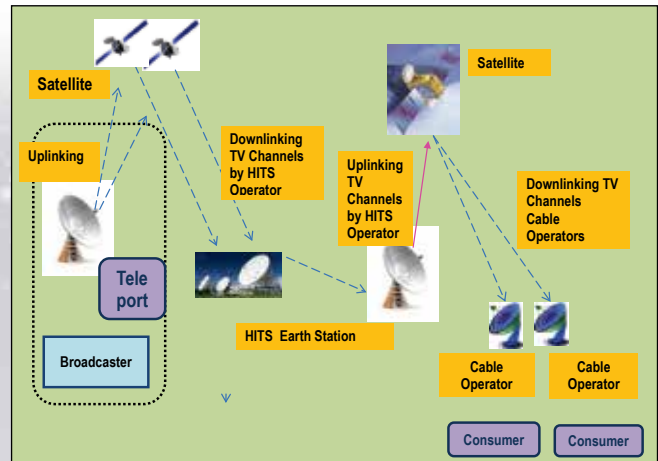 Satellite
Uplinking
Tele
port
Broadcaster
Downlinking
TV Channels
by HITS
Operator
HITS Earth Station
Uplinking
TV
Channels
by HITS
Operator
Satellite
Downlinking TV
Channels
Cable
Operators
Cable
Operator
Cable
Operator
Consumer
Consumer